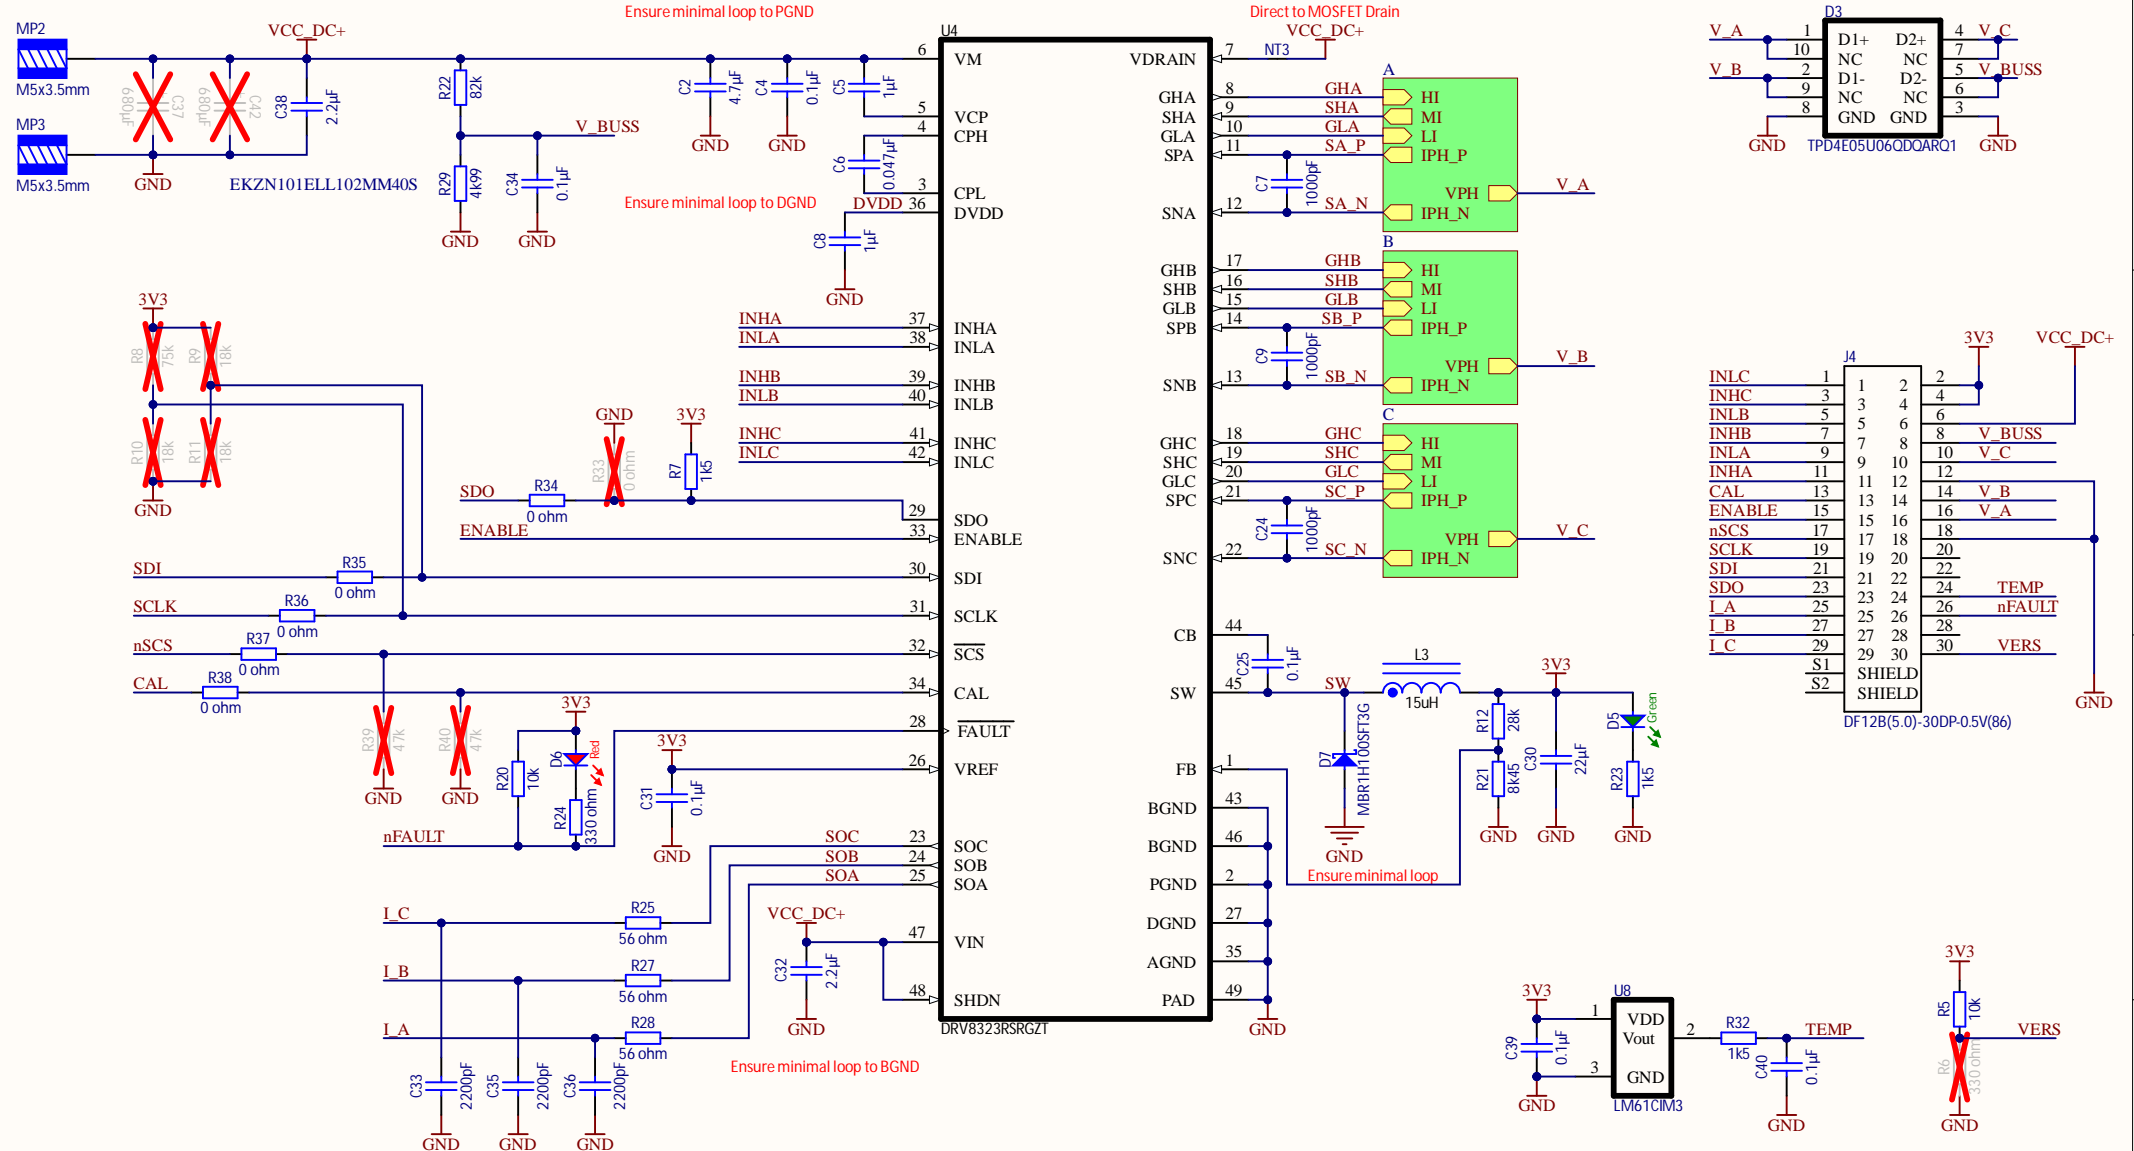 Ensure minimal loop to PGND
Direct to MOSFET Drain
MP2
M5x3.5mm
MP3
M5x3.5mm
VCC_DC+
680µF
C37
680µF
C42
C38
2.2µF
GND
EKZN101ELL102MM40S
R22
82k
R29
4k99
GND
V_BUSS
C34
0.1µF
GND
C2
4.7µF
GND
C4
0.1µF
GND
C5
1µF
C6
0.047µF
Ensure minimal loop to DGND
DVDD
C8
1µF
GND
U4
6 VM
5 VCP
4 CPH
3 CPL
36 DVDD
INHA 37 INHA
INLA 38 INLA
INHB 39 INHB
INLB 40 INLB
INHC 41 INHC
INLC 42 INLC
29 SDO
33 ENABLE
30 SDI
31 SCLK
32 SCS
34 CAL
28 FAULT
26 VREF
23 SOC
24 SOB
25 SOA
47 VIN
48 SHDN
DRV8323RSRGZT
VDRAIN 7
NT3
VCC_DC+
GHA 8 GHA
SHA 9 SHA
GLA 10 GLA
SPA 11 SA_P
SNA 12 SA_N
C7
1000pF
A
HI
MI
LI
IPH_P
VPH
IPH_N
V_A
GHB 17 GHB
SHB 16 SHB
GLB 15 GLB
SPB 14 SB_P
SNB 13 SB_N
C9
1000pF
B
HI
MI
LI
IPH_P
VPH
IPH_N
V_B
GHC 18 GHC
SHC 19 SHC
GLC 20 GLC
SPC 21 SC_P
SNC 22 SC_N
C24
1000pF
C
HI
MI
LI
IPH_P
VPH
IPH_N
V_C
CB 44
SW 45
FB 1
BGND 43
BGND 46
PGND 2
DGND 27
AGND 35
PAD 49
GND
C25
0.1µF
SW
D7
MBR1H100SFT3G
GND
L3
15uH
R12
28k
R21
8k45
GND
3V3
C30
22µF
GND
D5
Green
R23
1k5
GND
Ensure minimal loop
3V3
R8
75k
R9
18k
R10
18k
R11
18k
GND
SDO
R34
0 ohm
GND
R33
0 ohm
3V3
R7
1k5
ENABLE
SDI
R35
0 ohm
SCLK
R36
0 ohm
nSCS
R37
0 ohm
CAL
R38
0 ohm
R39
47k
GND
R40
47k
GND
3V3
R20
10k
D6
Red
R24
330 ohm
nFAULT
3V3
C31
0.1µF
GND
SOC
SOB
SOA
I_C
R25
56 ohm
I_B
R27
56 ohm
I_A
R28
56 ohm
C33
2200pF
GND
C35
2200pF
GND
C36
2200pF
GND
VCC_DC+
C32
2.2µF
GND
Ensure minimal loop to BGND
D3
V_A 1 D1+
10 NC
V_B 2 D1-
9 NC
8 GND
GND
D2+ 4 V_C
NC 7
D2- 5 V_BUSS
NC 6
GND 3
GND
TPD4E05U06QDQARQ1
3V3
VCC_DC+
J4
INLC 1 1 2 2
INHC 3 3 4 4
INLB 5 5 6 6
INHB 7 7 8 8 V_BUSS
INLA 9 9 10 10 V_C
INHA 11 11 12 12
CAL 13 13 14 14 V_B
ENABLE 15 15 16 16 V_A
nSCS 17 17 18 18
SCLK 19 19 20 20
SDI 21 21 22 22
SDO 23 23 24 24 TEMP
I_A 25 25 26 26 nFAULT
I_B 27 27 28 28
I_C 29 29 30 30 VERS
S1 SHIELD
S2 SHIELD
GND
DF12B(5.0)-30DP-0.5V(86)
3V3
C39
0.1µF
GND
U8
1 VDD
Vout 2
3 GND
LM61CIM3
R32
1k5
TEMP
C40
0.1µF
GND
3V3
R5
10k
VERS
R6
330 ohm
GND